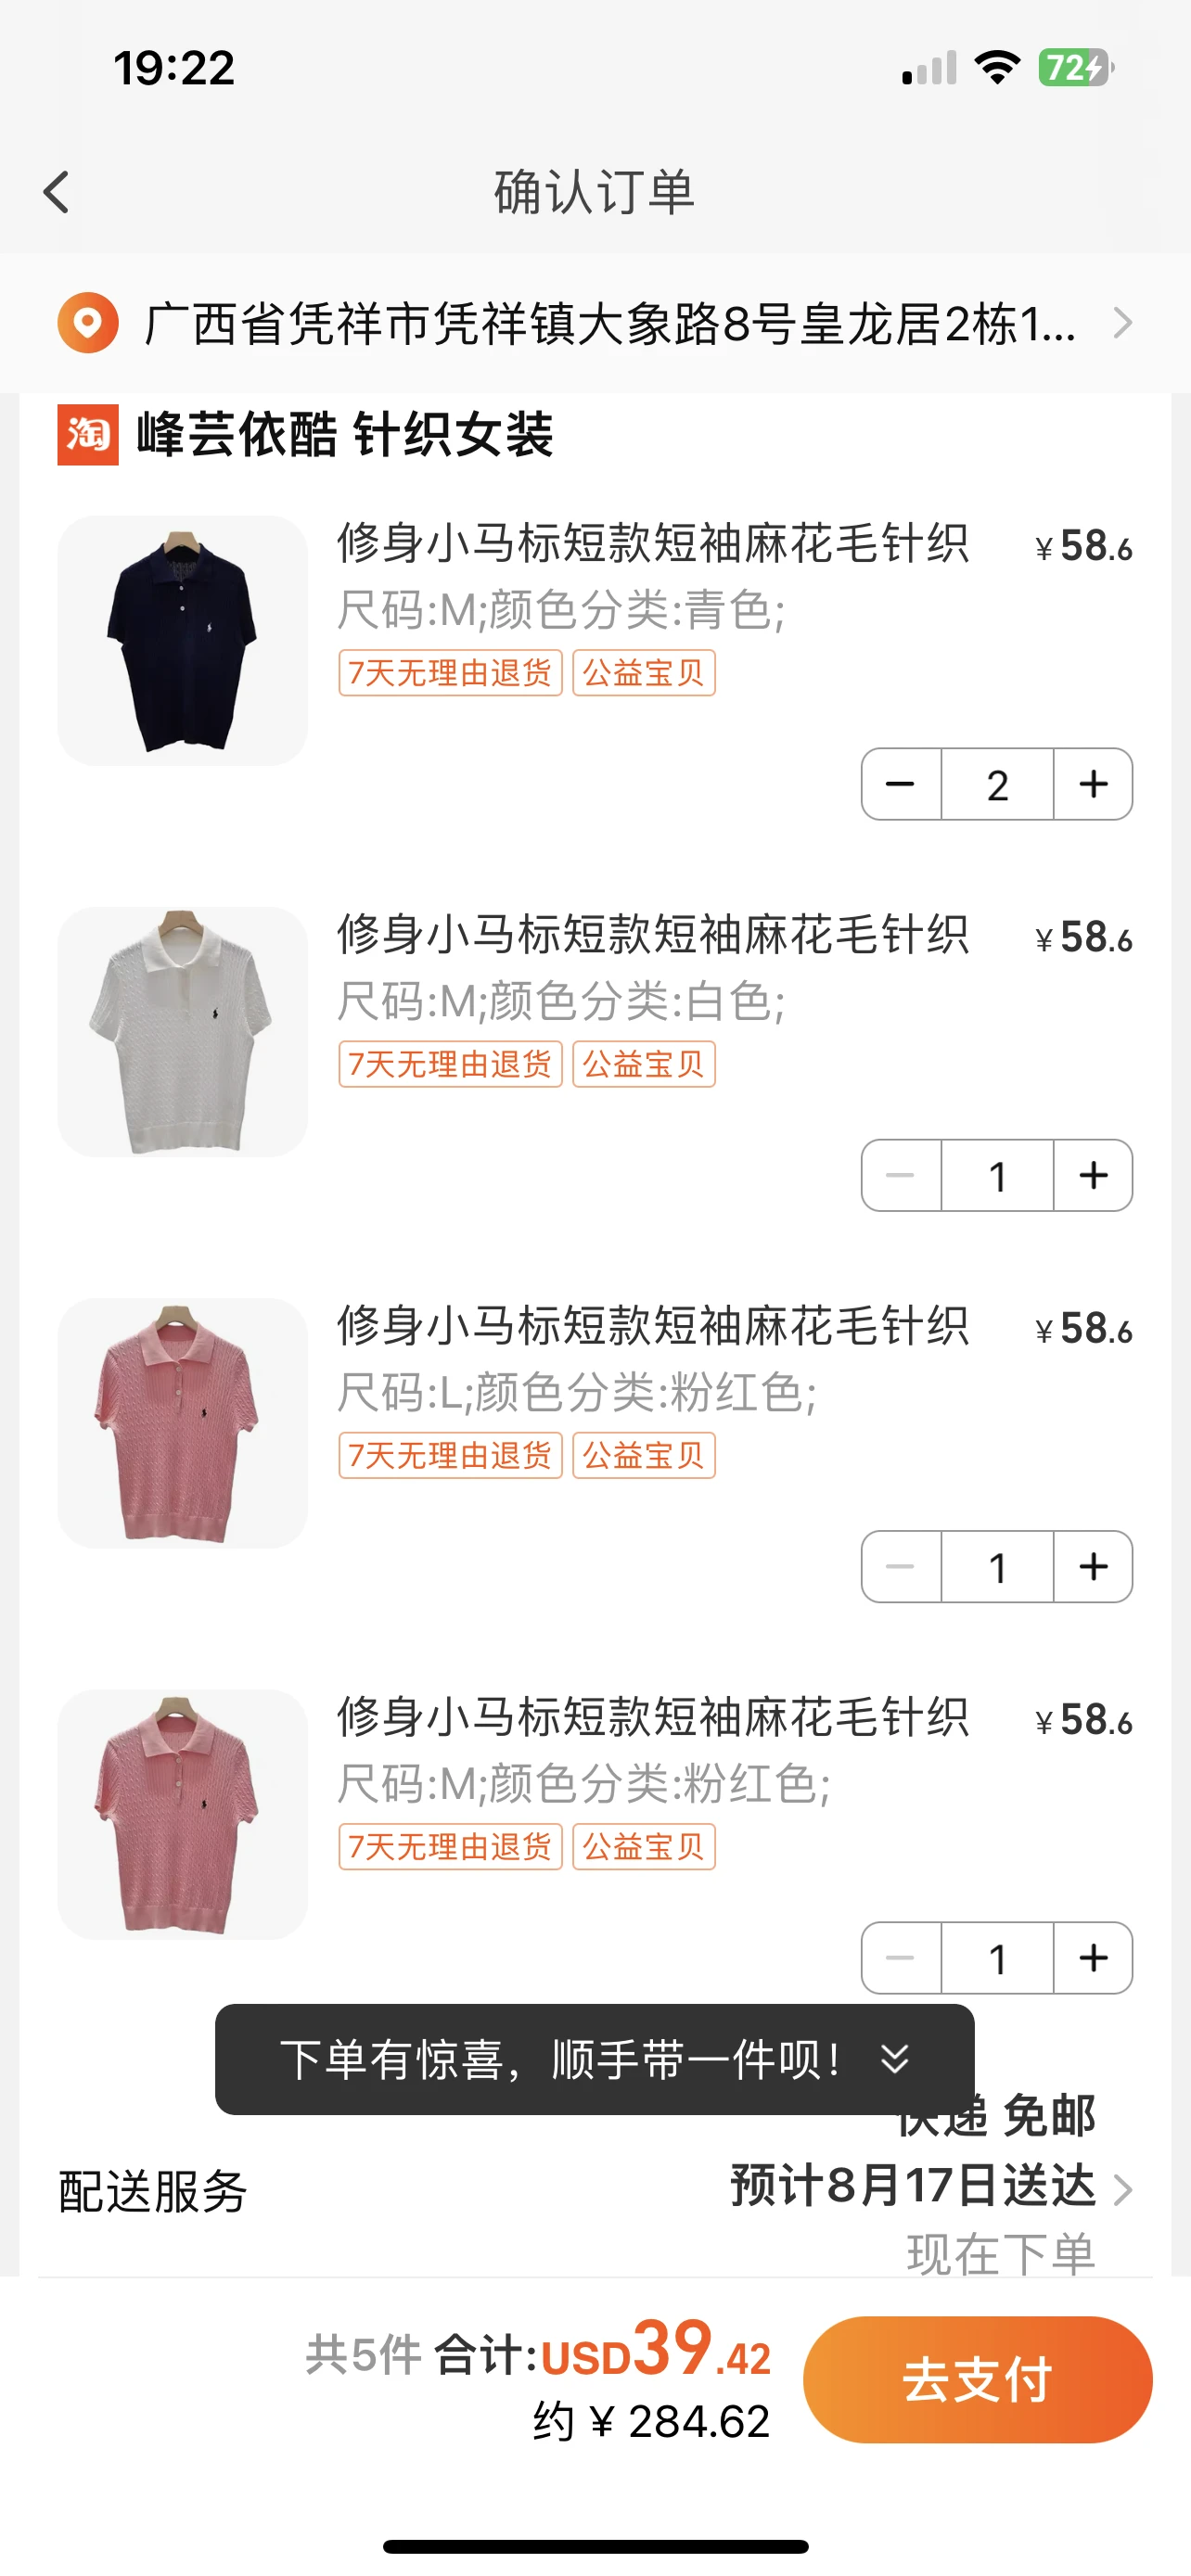 19:22
72
确认订单
广西省凭祥市凭祥镇大象路8号皇龙居2栋1...
淘 峰芸依酷 针织女装
修身小马标短款短袖麻花毛针织 ¥58.6
尺码:M;颜色分类:青色;
7天无理由退货 公益宝贝
2
修身小马标短款短袖麻花毛针织 ¥58.6
尺码:M;颜色分类:白色;
7天无理由退货 公益宝贝
1
修身小马标短款短袖麻花毛针织 ¥58.6
尺码:L;颜色分类:粉红色;
7天无理由退货 公益宝贝
1
修身小马标短款短袖麻花毛针织 ¥58.6
尺码:M;颜色分类:粉红色;
7天无理由退货 公益宝贝
1
下单有惊喜，顺手带一件呗！
快递 免邮
配送服务 预计8月17日送达
现在下单
共5件 合计:USD39.42
约 ¥ 284.62
去支付